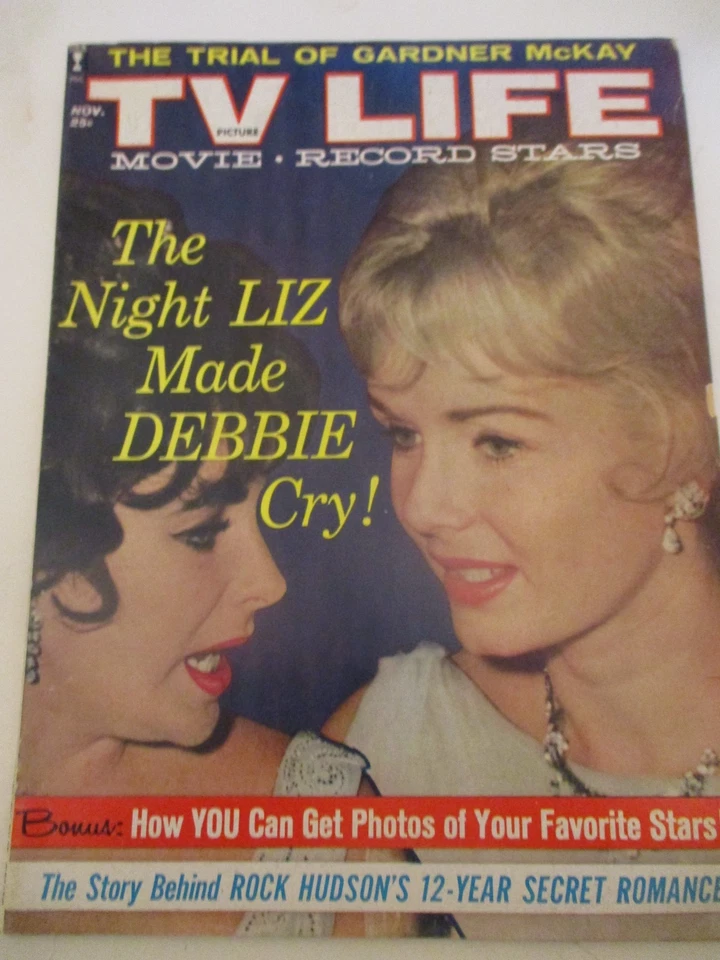 THE TRIAL OF GARDNER McKAY
NOV.
25¢
TV LIFE
PICTURE
MOVIE • RECORD STARS
The
Night LIZ
Made
DEBBIE
Cry!
Bonus: How YOU Can Get Photos of Your Favorite Stars!
The Story Behind ROCK HUDSON'S 12-YEAR SECRET ROMANCE